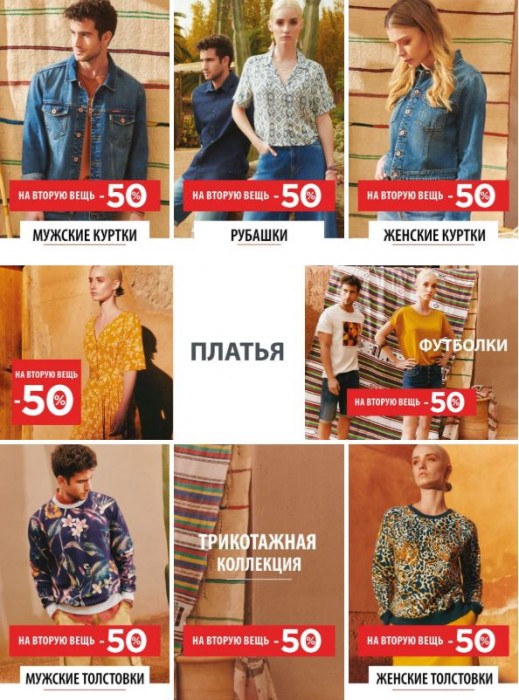 НА ВТОРУЮ ВЕЩЬ -50%
НА ВТОРУЮ ВЕЩЬ -50%
НА ВТОРУЮ ВЕЩЬ -50%
МУЖСКИЕ КУРТКИ
РУБАШКИ
ЖЕНСКИЕ КУРТКИ
НА ВТОРУЮ ВЕЩЬ
-50%
ПЛАТЬЯ
ФУТБОЛКИ
НА ВТОРУЮ ВЕЩЬ -50%
ТРИКОТАЖНАЯ
КОЛЛЕКЦИЯ
НА ВТОРУЮ ВЕЩЬ -50%
НА ВТОРУЮ ВЕЩЬ -50%
НА ВТОРУЮ ВЕЩЬ -50%
МУЖСКИЕ ТОЛСТОВКИ
ЖЕНСКИЕ ТОЛСТОВКИ